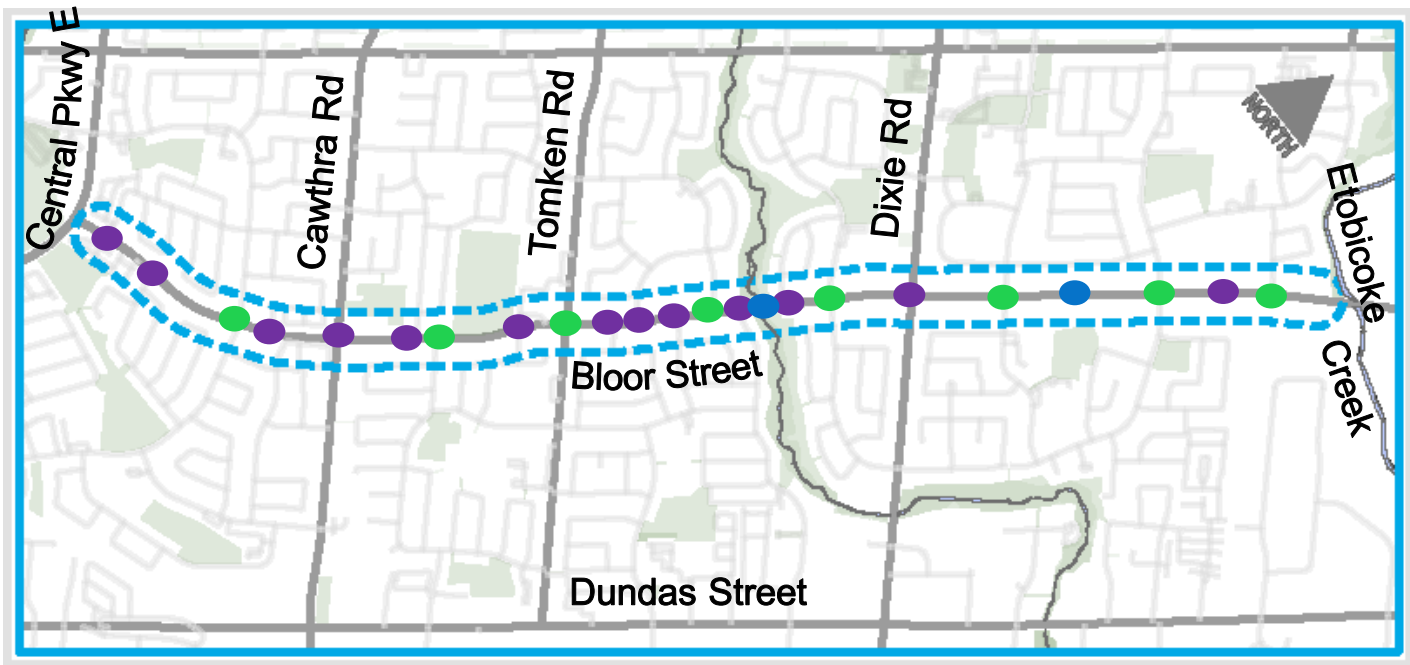 Central Pkwy E
Cawthra Rd
Tomken Rd
Dixie Rd
NORTH
Etobicoke
Creek
Bloor Street
Dundas Street